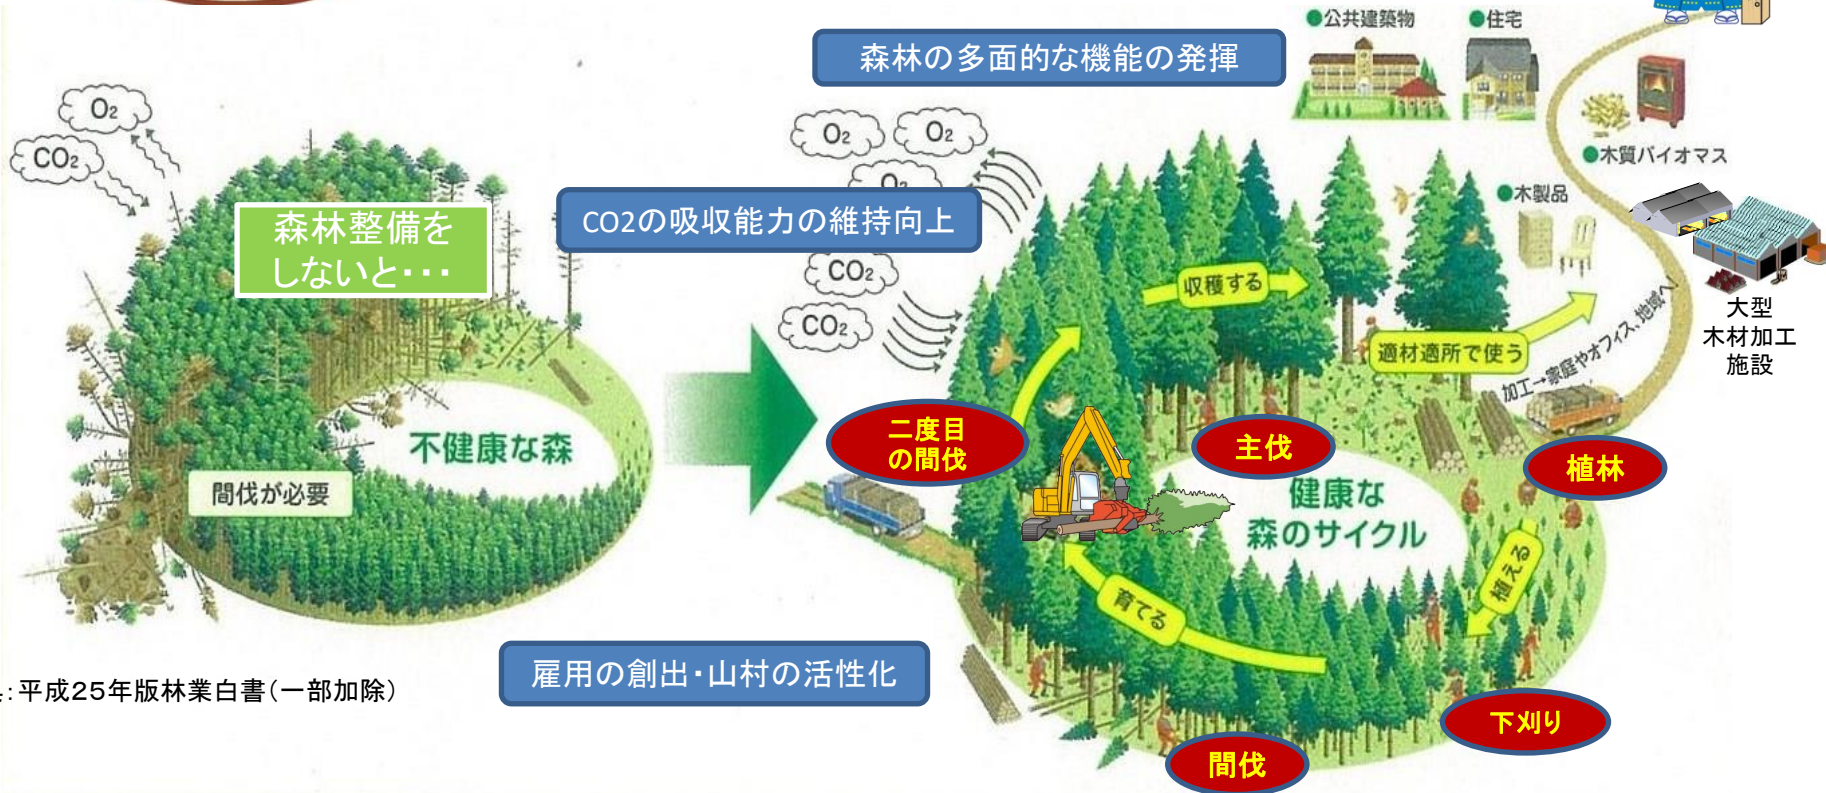 ●公共建築物
●住宅
森林の多面的な機能の発揮
O2
CO2
O2
O2
O2
●木質バイオマス
●木製品
森林整備を
しないと・・・
CO2の吸収能力の維持向上
CO2
CO2
収穫する
適材適所で使う
加工→家庭やオフィス、地域へ
大型
木材加工
施設
不健康な森
間伐が必要
二度目
の間伐
主伐
植林
健康な
森のサイクル
植える
育てる
雇用の創出・山村の活性化
:平成25年版林業白書(一部加除)
下刈り
間伐